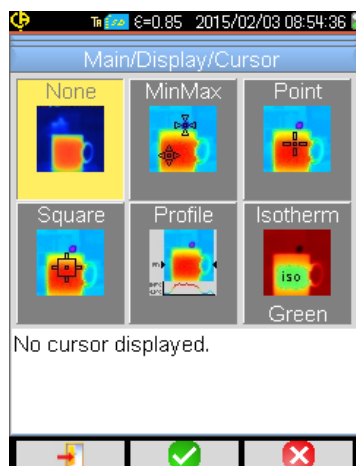 ε=0.85 2015/02/03 08:54:36
Main/Display/Cursor
None MinMax Point
Square Profile Isotherm
iso
Green
No cursor displayed.